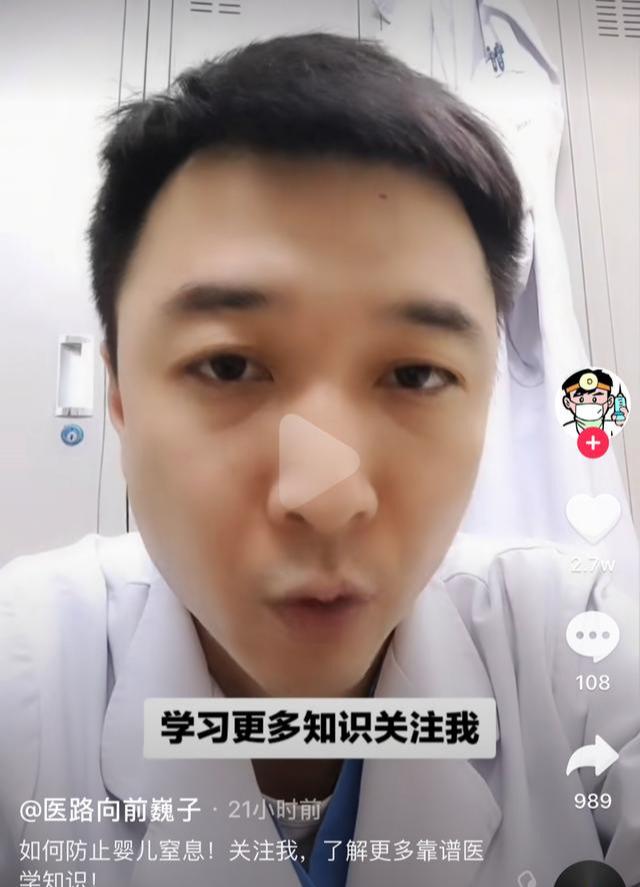 2.7w
108
学习更多知识关注我
989
@医路向前巍子 · 21小时前
如何防止婴儿窒息！关注我，了解更多靠谱医
学知识！